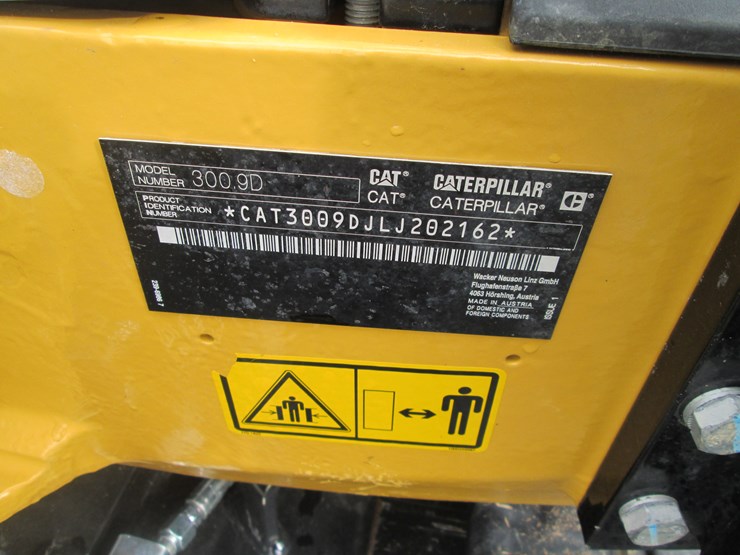 MODEL NUMBER 300.9D
CAT® CATERPILLAR®
CAT® CATERPILLAR®
PRODUCT IDENTIFICATION NUMBER *CAT3009DJLJ202162*
Wacker Neuson Linz GmbH
Flughafenstraße 7
4063 Hörsching, Austria
MADE IN AUSTRIA
OF DOMESTIC AND
FOREIGN COMPONENTS
ISSUE 1